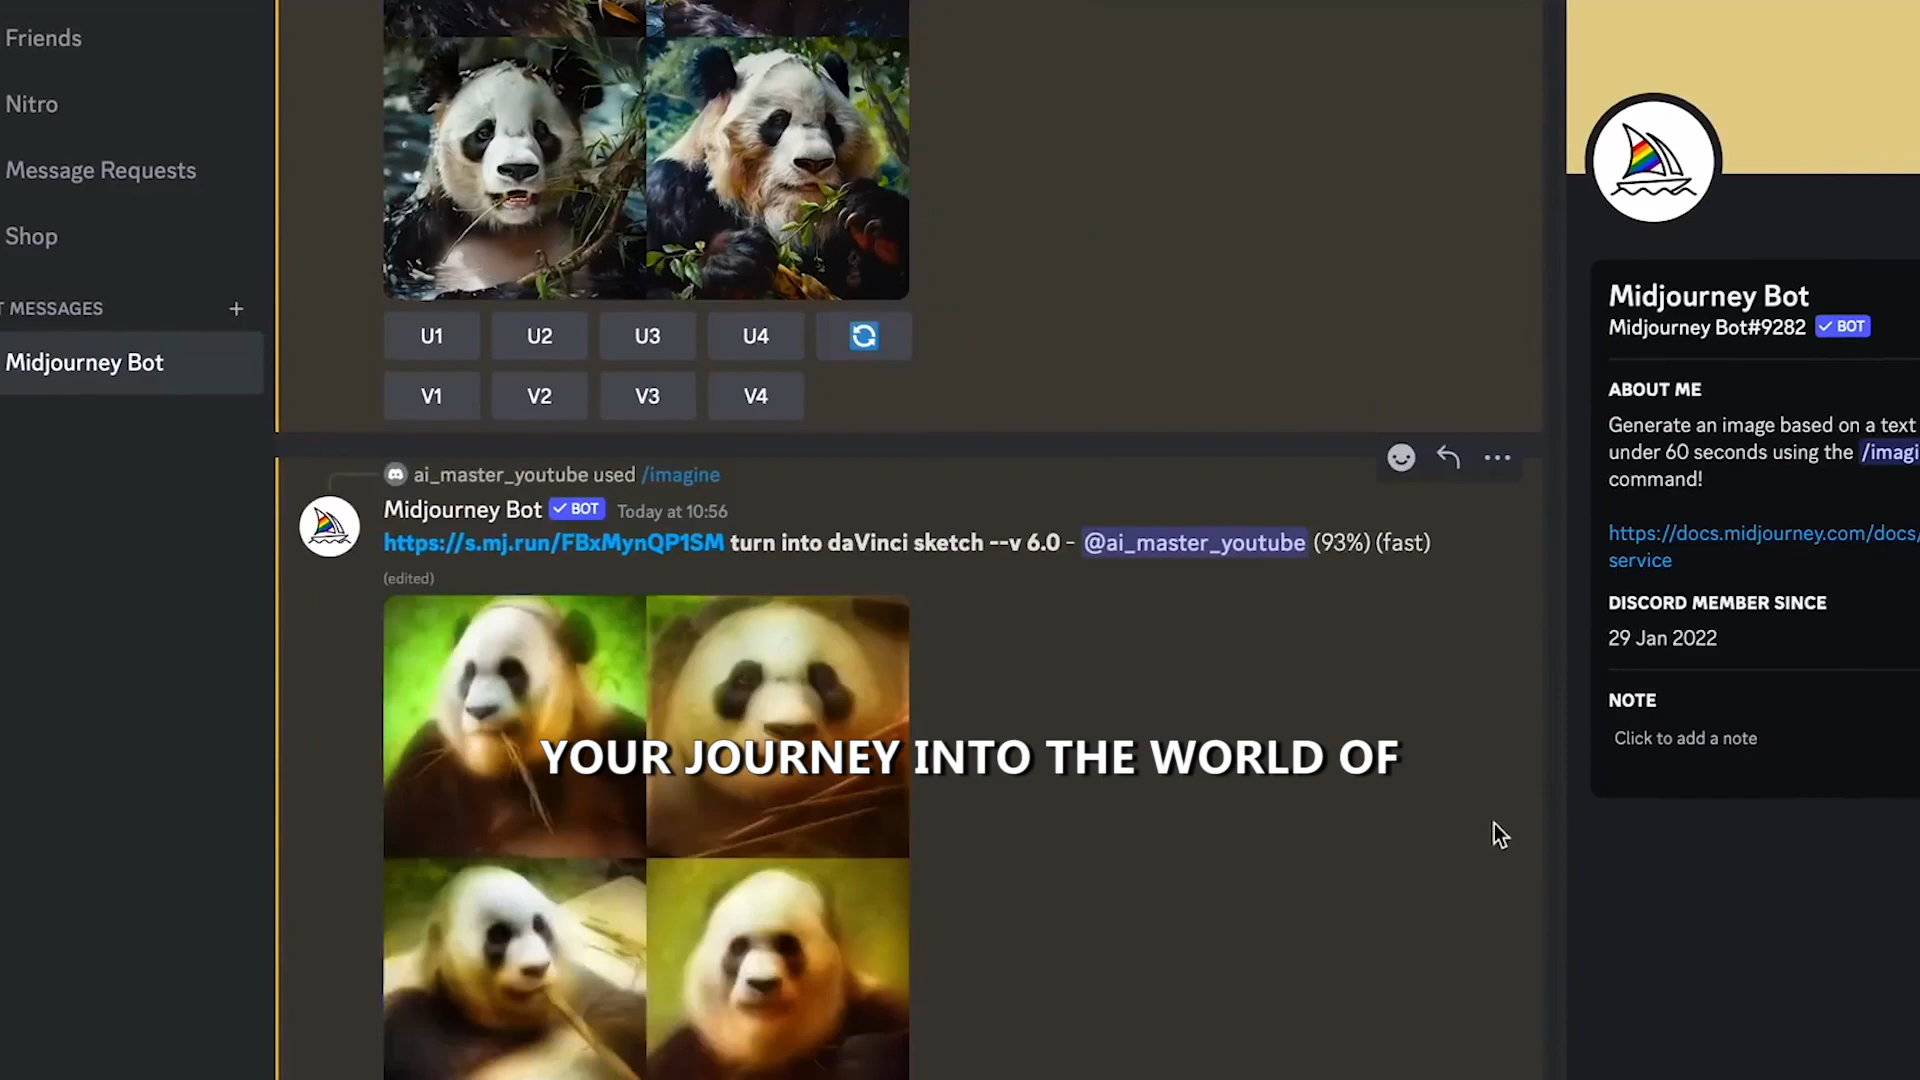 Friends
Nitro
Message Requests
Shop
T MESSAGES +
Midjourney Bot
U1 U2 U3 U4
V1 V2 V3 V4
ai_master_youtube used /imagine
Midjourney Bot BOT Today at 10:56
https://s.mj.run/FBxMynQP1SM turn into daVinci sketch --v 6.0 - @ai_master_youtube (93%) (fast)
(edited)
YOUR JOURNEY INTO THE WORLD OF
Midjourney Bot
Midjourney Bot#9282 BOT
ABOUT ME
Generate an image based on a text
under 60 seconds using the /imagi
command!
https://docs.midjourney.com/docs/
service
DISCORD MEMBER SINCE
29 Jan 2022
NOTE
Click to add a note